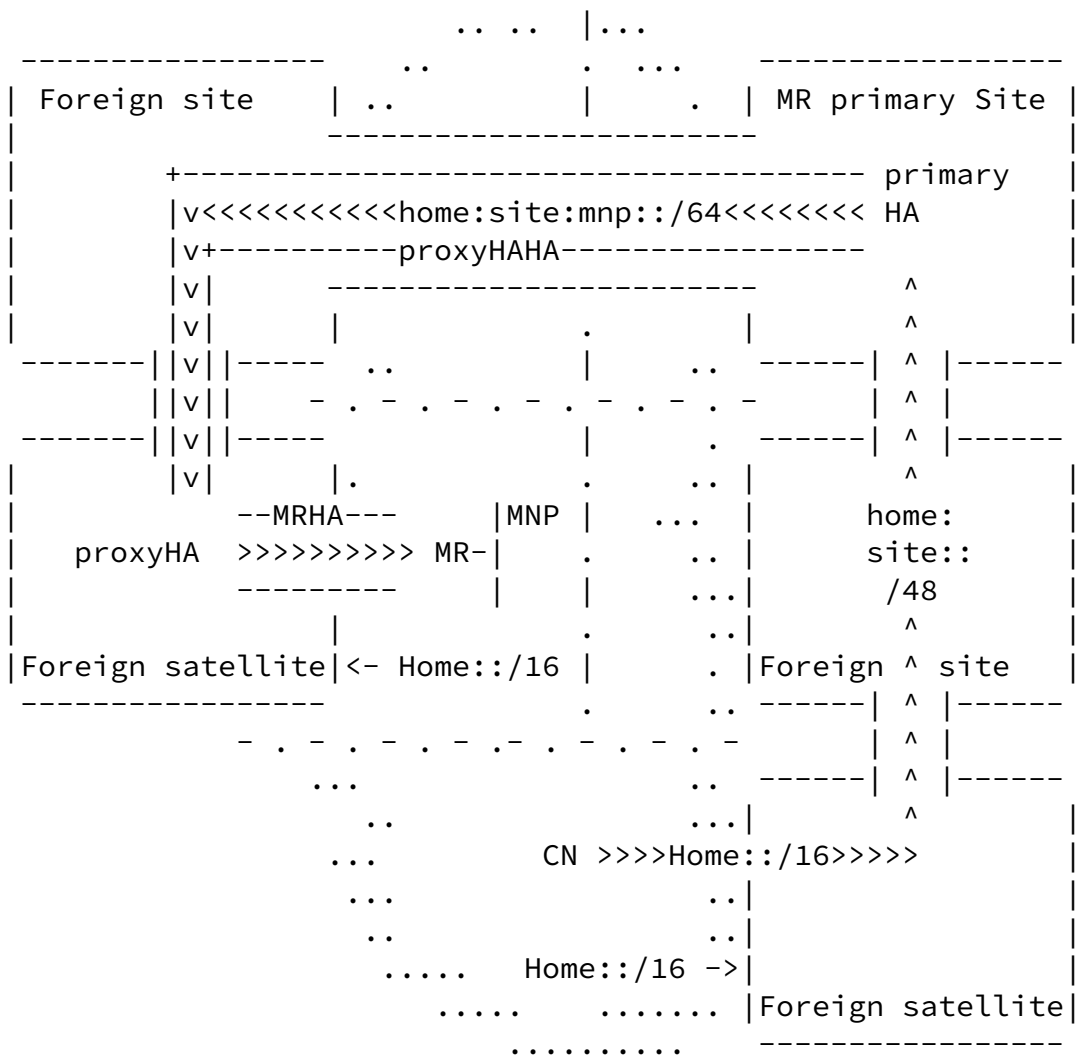 .. ..  |...
-----------------    ..        .  ...    -----------------
| Foreign site    | ..          |     .  | MR primary Site |
|                 ------------------------                 |
|        +-------------------------------------- primary   |
|        |v<<<<<<<<<<<home:site:mnp::/64<<<<<<<< HA        |
|        |v+----------proxyHAHA-----------------           |
|        |v|      ------------------------        ^        |
|        |v|      |             .        |        ^        |
-------||v||-----  ..          |     ..  ------| ^ |------
||v||    - . - . - . - . - . - . -      | ^ |
-------||v||-----              |      .  ------| ^ |------
|        |v|      |.            .     .. |        ^        |
|            --MRHA---     |MNP |   ...  |      home:      |
|   proxyHA  >>>>>>>>>> MR-|    .     .. |      site::     |
|            ---------     |    |     ...|       /48       |
|                 |             .      ..|        ^        |
|Foreign satellite|<- Home::/16 |      . |Foreign ^ site   |
-----------------              .      .. ------| ^ |------
- . - . - . - .- . - . - . -       | ^ |
...                  ..  ------| ^ |------
..                ...|        ^        |
...         CN >>>>Home::/16>>>>>        |
...                 ..|                 |
..                 ..|                 |
.....   Home::/16 ->|                 |
.....    ....... |Foreign satellite|
..........    -----------------